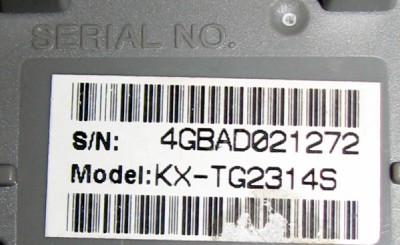 SERIAL NO.
S/N: 4GBAD021272
Model:KX-TG2314S